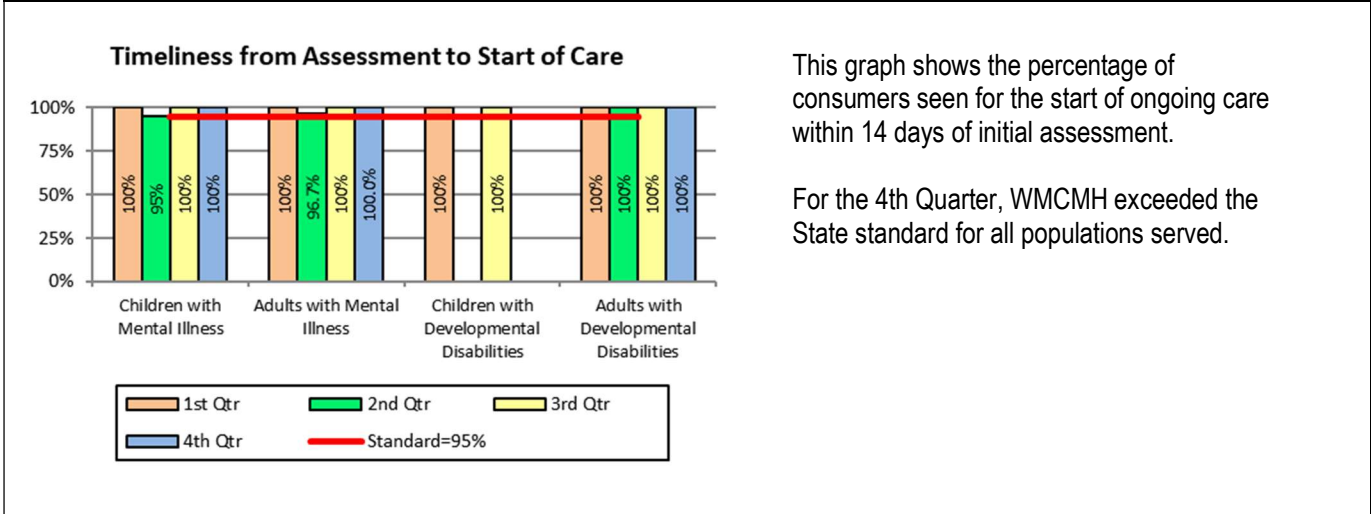 Timeliness from Assessment to Start of Care
100%
75%
50%
25%
0%
100%
95%
100%
100%
100%
96.7%
100%
100.0%
100%
100%
100%
100%
100%
100%
Children with
Mental Illness
Adults with Mental
Illness
Children with
Developmental
Disabilities
Adults with
Developmental
Disabilities
1st Qtr
2nd Qtr
3rd Qtr
4th Qtr
Standard=95%
This graph shows the percentage of
consumers seen for the start of ongoing care
within 14 days of initial assessment.
For the 4th Quarter, WMCMH exceeded the
State standard for all populations served.